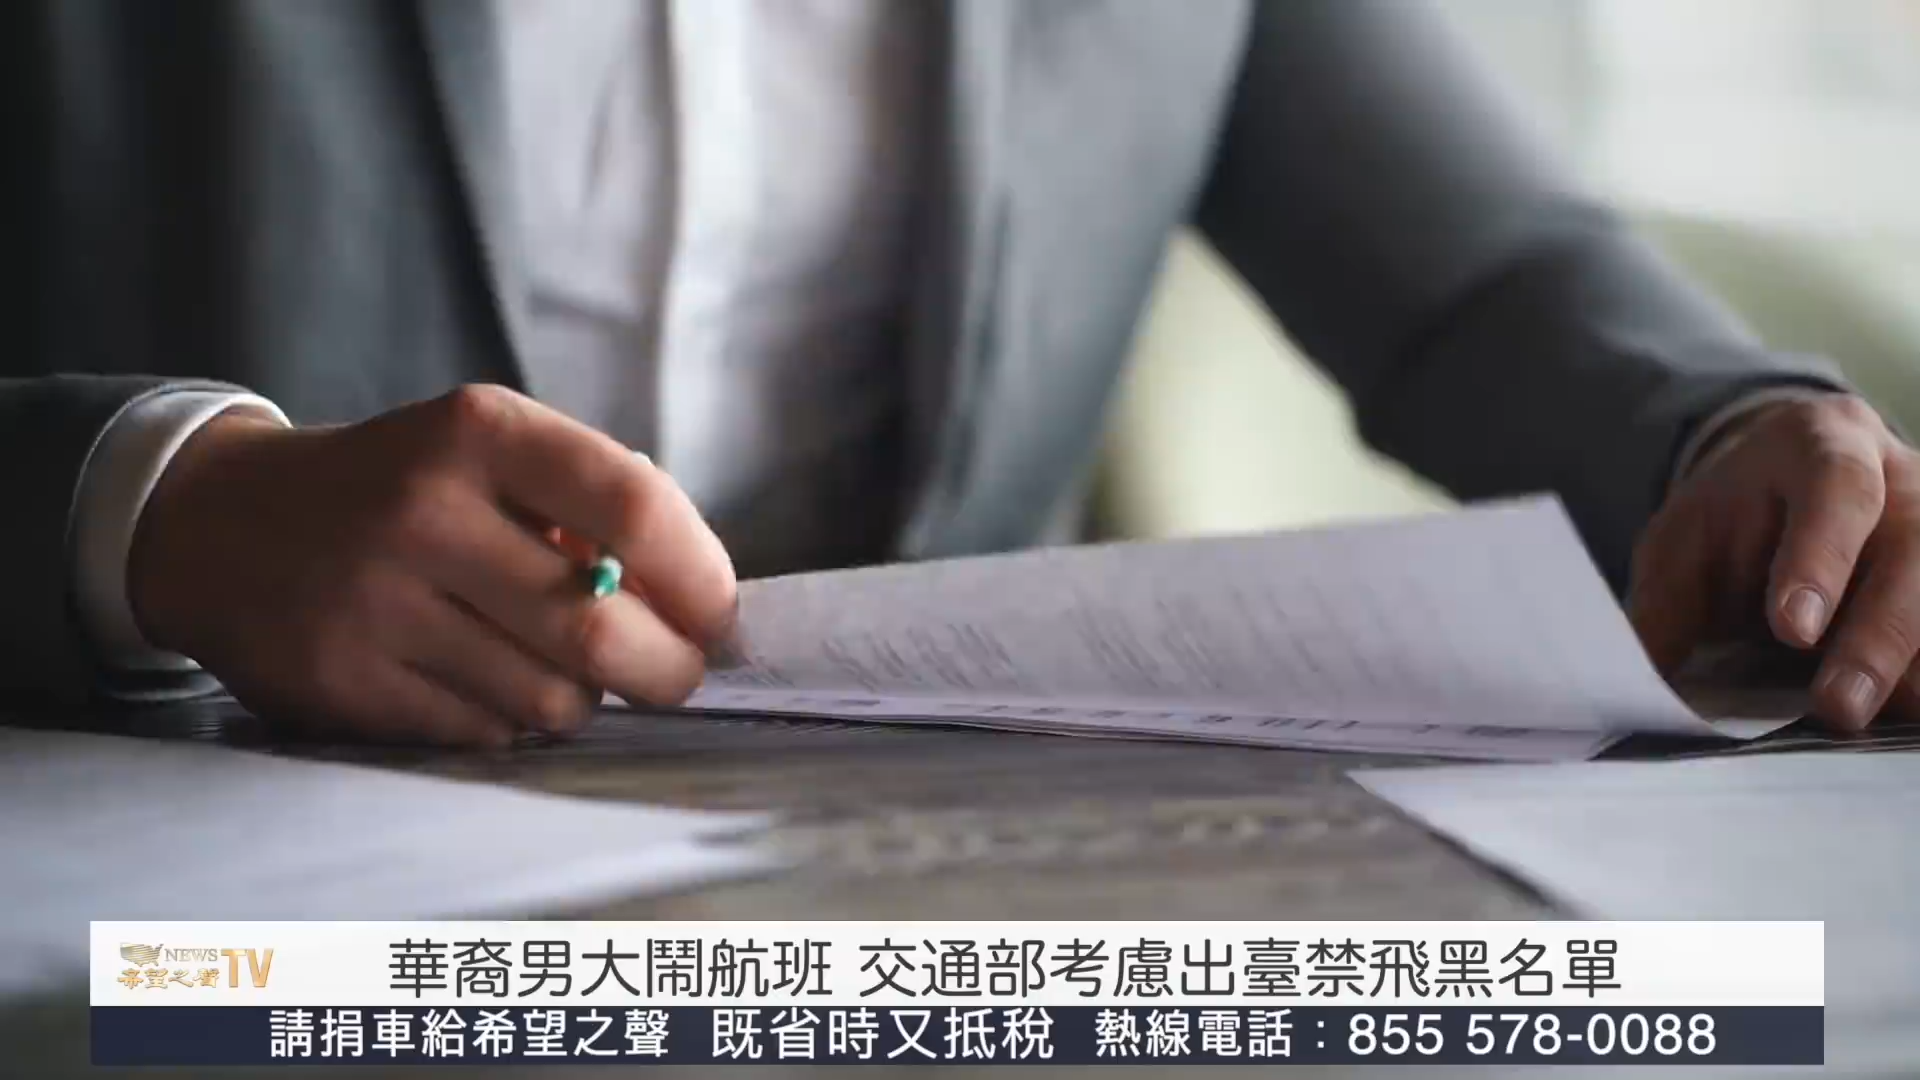 NEWS
希望之聲 TV
華裔男大鬧航班 交通部考慮出臺禁飛黑名單
請捐車給希望之聲 既省時又抵稅 熱線電話：855 578-0088